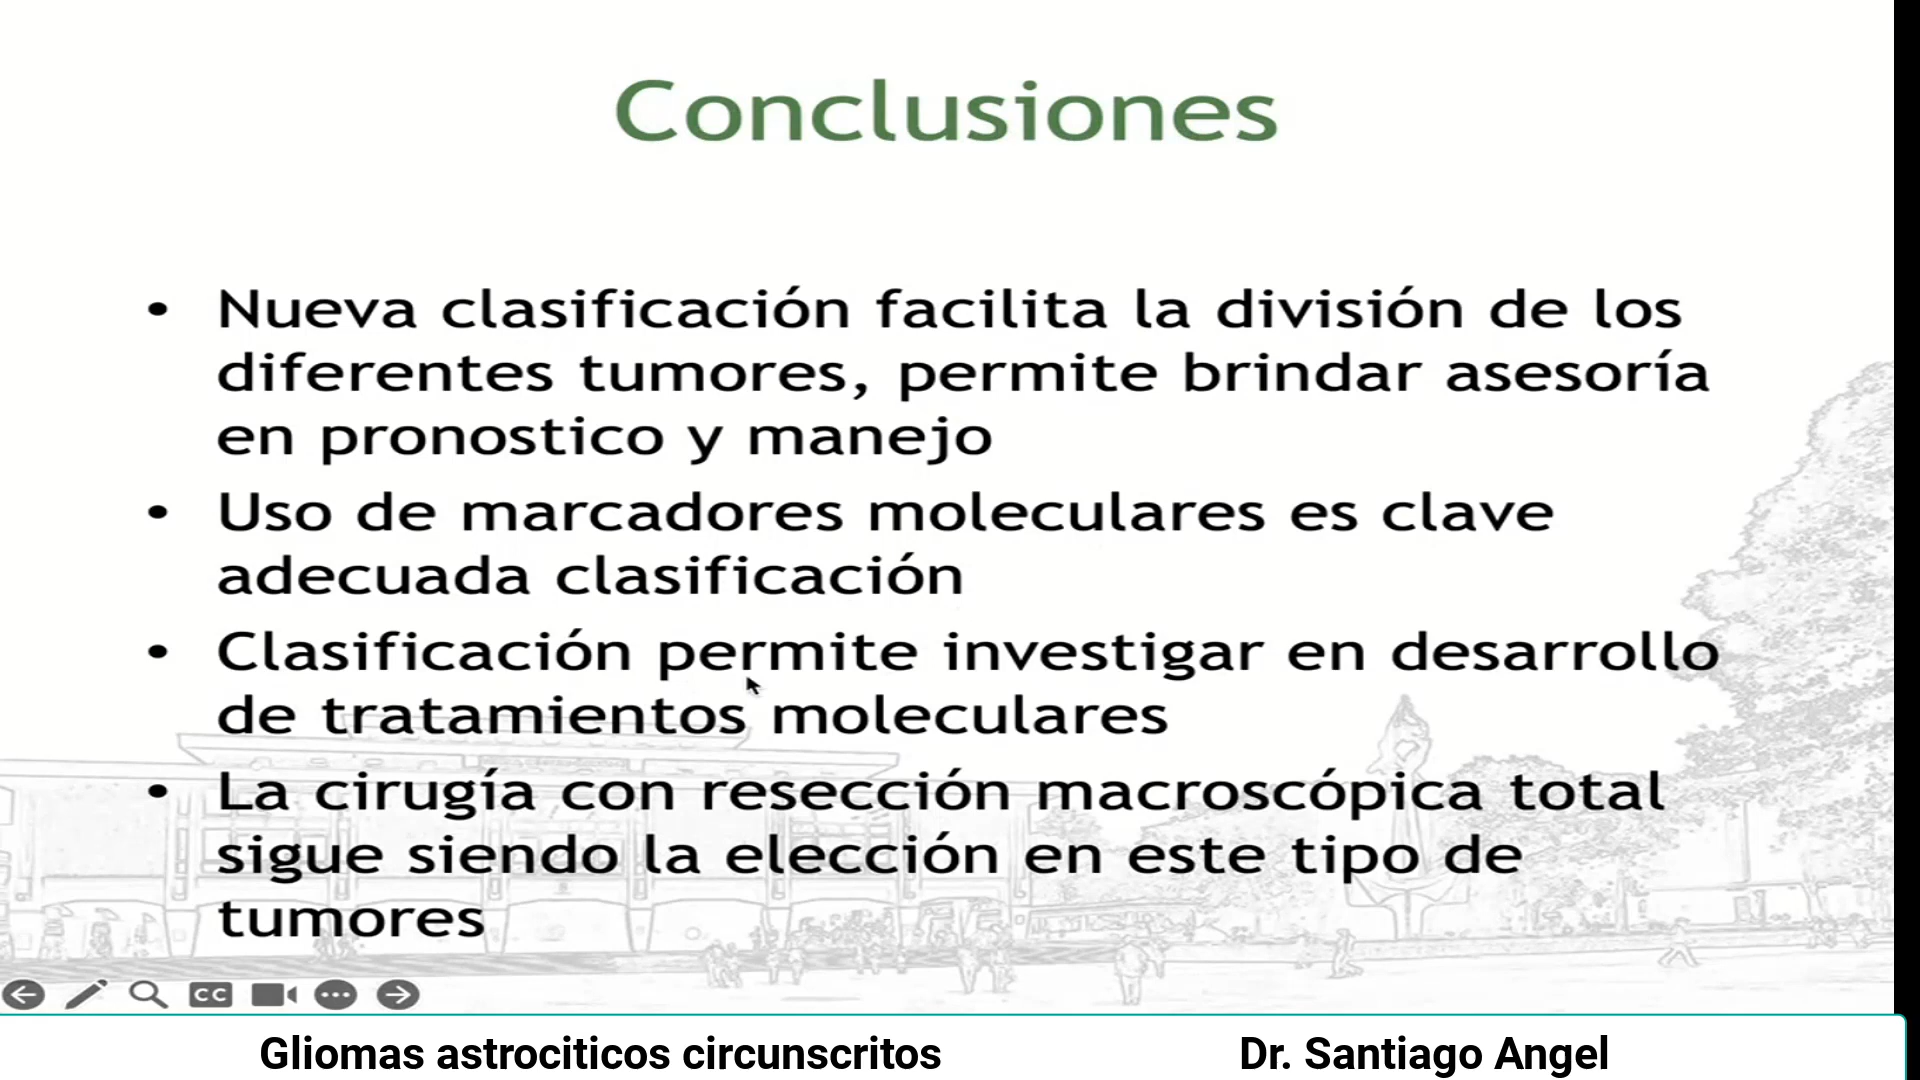 Conclusiones
• Nueva clasificación facilita la división de los
diferentes tumores, permite brindar asesoría
en pronostico y manejo
• Uso de marcadores moleculares es clave
adecuada clasificación
• Clasificación permite investigar en desarrollo
de tratamientos moleculares
• La cirugía con resección macroscópica total
sigue siendo la elección en este tipo de
tumores
CC
Gliomas astrociticos circunscritos
Dr. Santiago Angel